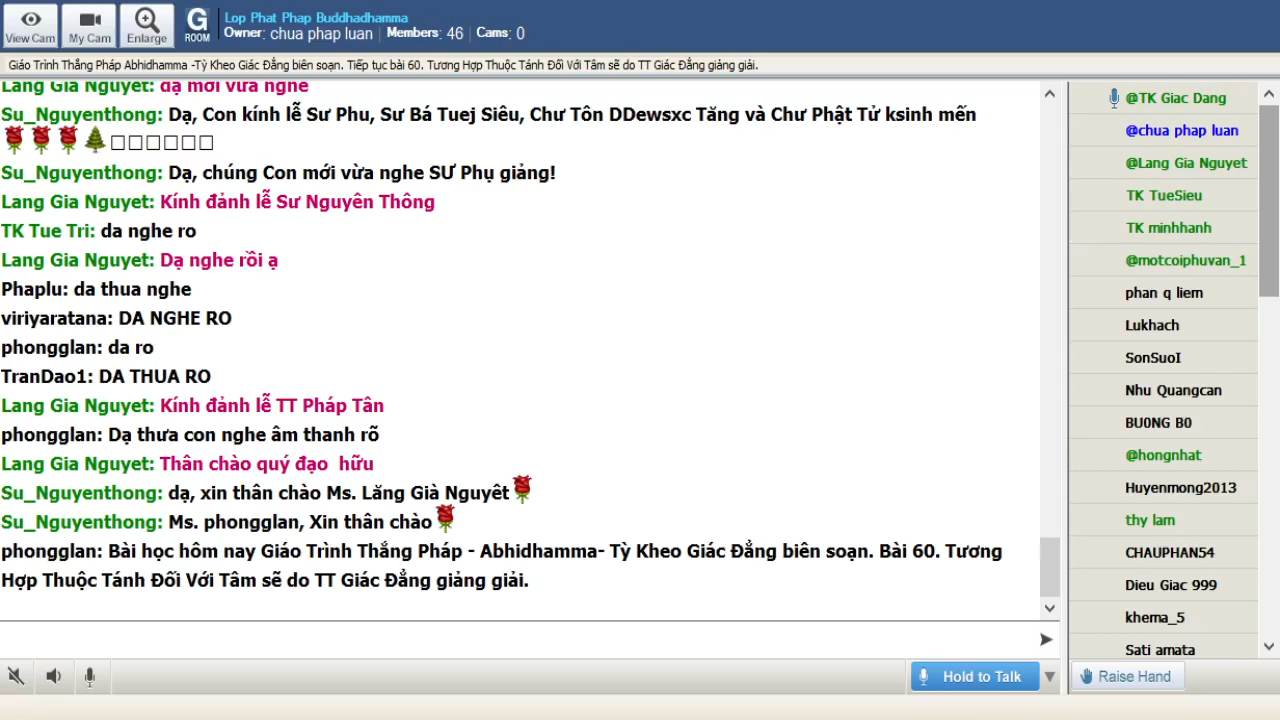 View Cam
My Cam
Enlarge
G
ROOM
Lop Phat Phap Buddhadhamma
Owner: chua phap luan | Members: 46 | Cams: 0
Giáo Trình Thắng Pháp Abhidhamma -Tỳ Kheo Giác Đẳng biên soạn. Tiếp tục bài 60. Tương Hợp Thuộc Tánh Đối Với Tâm sẽ do TT Giác Đẳng giảng giải.
Lang Gia Nguyet: dạ mới vừa nghe
Su_Nguyenthong: Dạ, Con kính lễ Sư Phu, Sư Bá Tuej Siêu, Chư Tôn DDewsxc Tăng và Chư Phật Tử ksinh mến
Su_Nguyenthong: Dạ, chúng Con mới vừa nghe SƯ Phụ giảng!
Lang Gia Nguyet: Kính đảnh lễ Sư Nguyên Thông
TK Tue Tri: da nghe ro
Lang Gia Nguyet: Dạ nghe rồi ạ
Phaplu: da thua nghe
viriyaratana: DA NGHE RO
phongglan: da ro
TranDao1: DA THUA RO
Lang Gia Nguyet: Kính đảnh lễ TT Pháp Tân
phongglan: Dạ thưa con nghe âm thanh rõ
Lang Gia Nguyet: Thân chào quý đạo  hữu
Su_Nguyenthong: dạ, xin thân chào Ms. Lăng Già Nguyêt
Su_Nguyenthong: Ms. phongglan, Xin thân chào
phongglan: Bài học hôm nay Giáo Trình Thắng Pháp - Abhidhamma- Tỳ Kheo Giác Đẳng biên soạn. Bài 60. Tương
Hợp Thuộc Tánh Đối Với Tâm sẽ do TT Giác Đẳng giảng giải.
@TK Giac Dang
@chua phap luan
@Lang Gia Nguyet
TK TueSieu
TK minhhanh
@motcoiphuvan_1
phan q liem
Lukhach
SonSuoI
Nhu Quangcan
BU0NG B0
@hongnhat
Huyenmong2013
thy lam
CHAUPHAN54
Dieu Giac 999
khema_5
Sati amata
Hold to Talk
Raise Hand